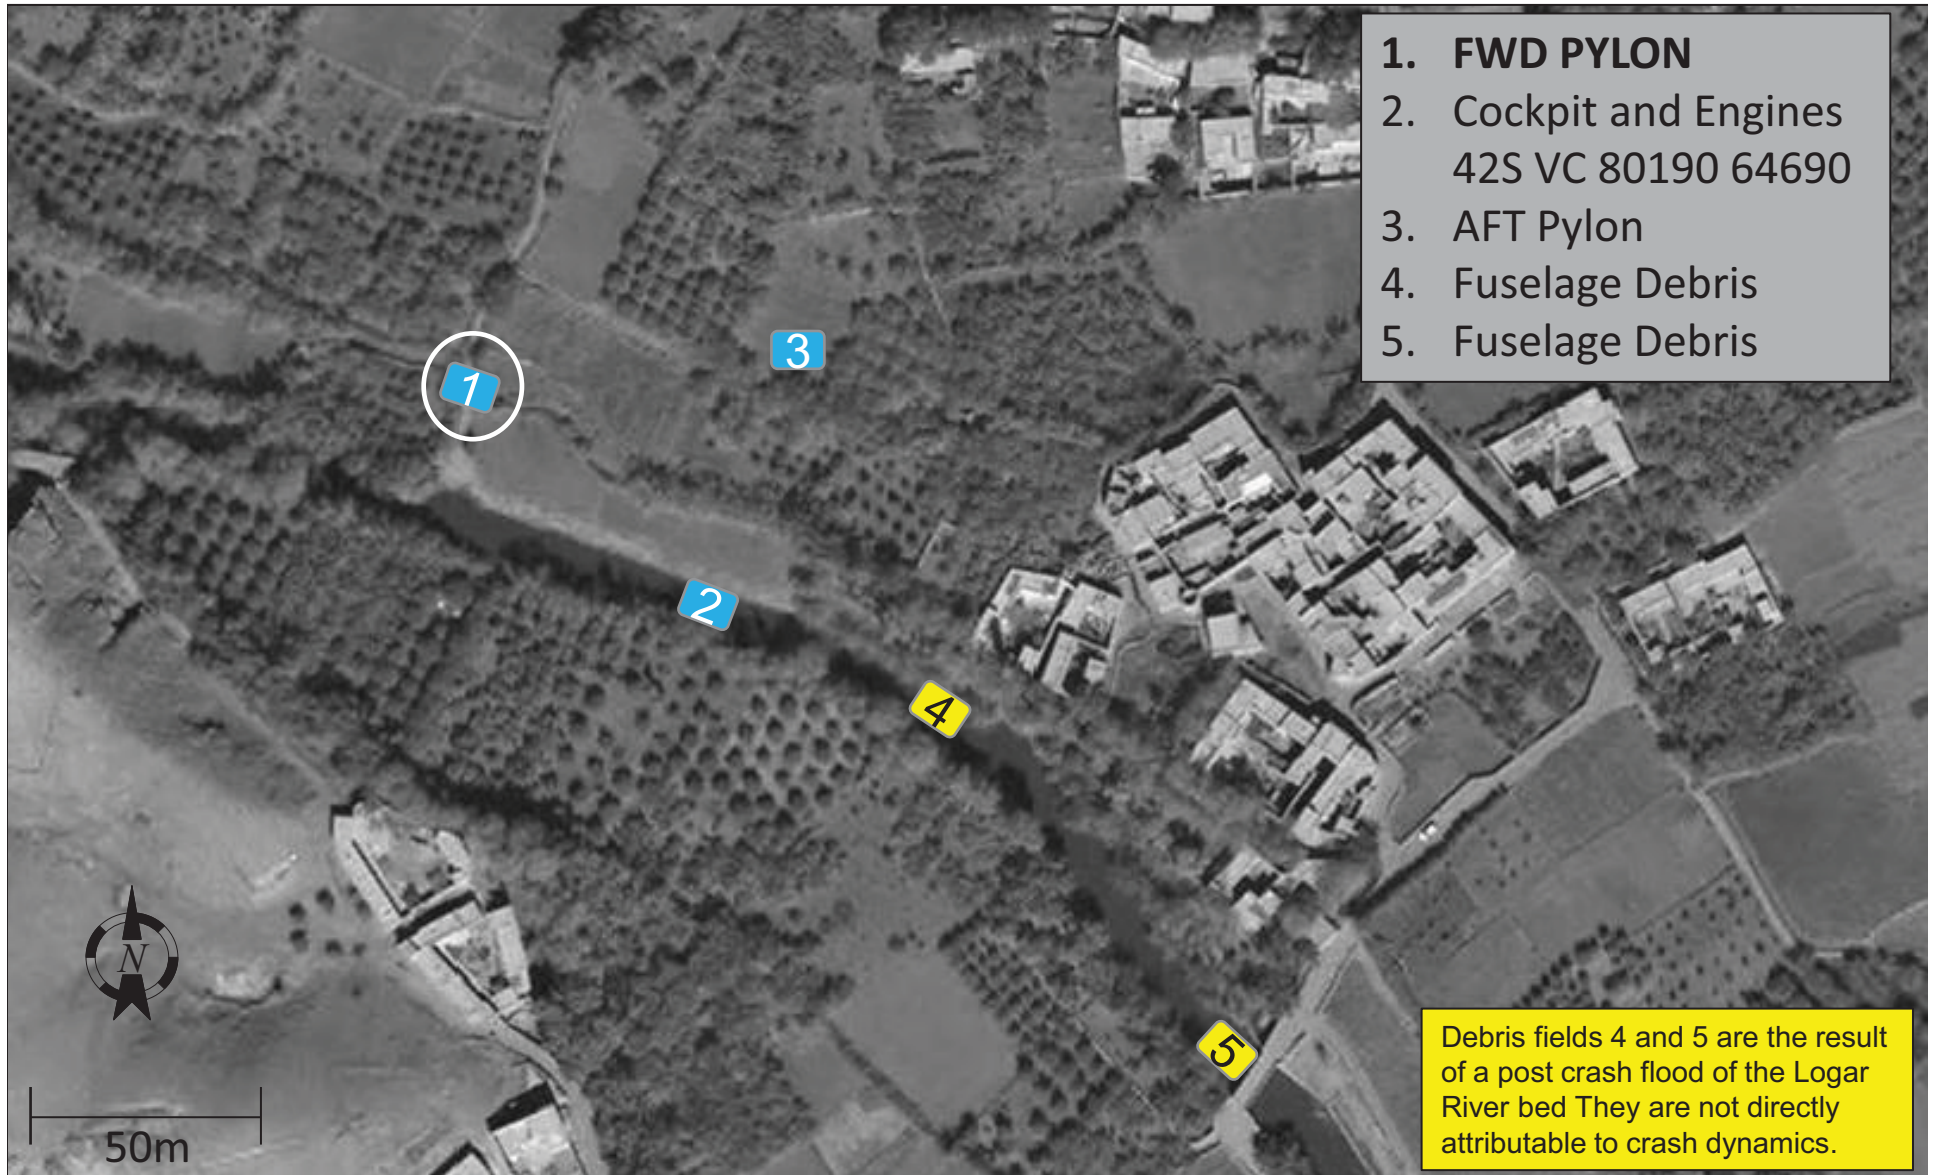 1. FWD PYLON
2. Cockpit and Engines
42S VC 80190 64690
3. AFT Pylon
4. Fuselage Debris
5. Fuselage Debris
3
1
2
4
N
5
Debris fields 4 and 5 are the result
of a post crash flood of the Logar
River bed They are not directly
attributable to crash dynamics.
50m